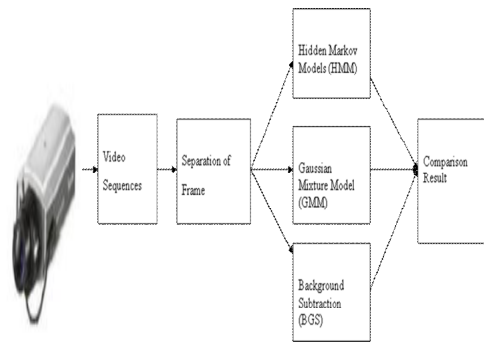 Hidden Markov
Models (HMM)
Video
Sequences
Separation of
Frame
Gaussian
Mixture Model
(GMM)
Comparison
Result
Background
Subtraction
(BGS)